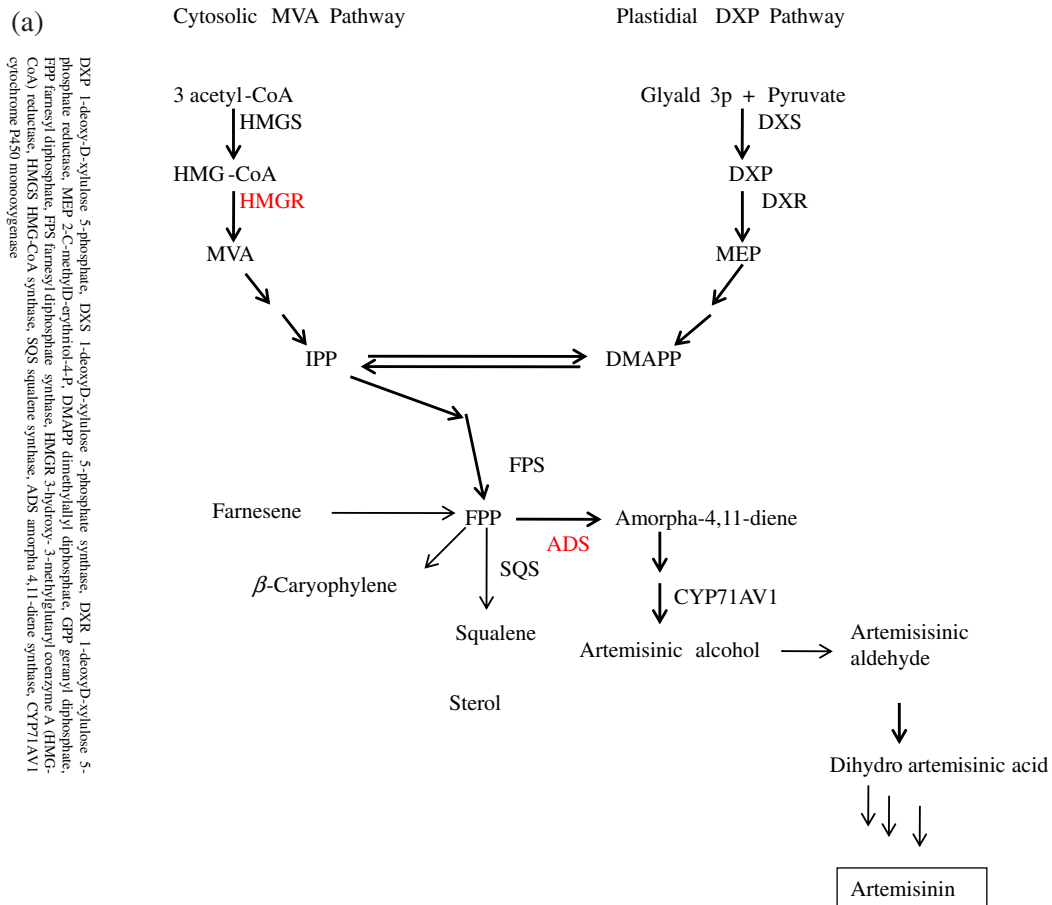 (a)
Cytosolic MVA Pathway
Plastidial DXP Pathway
DXP 1-deoxy-D-xylulose 5-phosphate, DXS 1-deoxyD-xylulose 5-phosphate synthase, DXR 1-deoxyD-xylulose 5-
phosphate reductase, MEP 2-C-methylD-erythritol-4-P, DMAPP dimethylallyl diphosphate, GPP geranyl diphosphate,
FPP farnesyl diphosphate, FPS farnesyl diphosphate synthase, HMGR 3-hydroxy- 3-methylglutaryl coenzyme A (HMG-
CoA) reductase, HMGS HMG-CoA synthase, SQS squalene synthase, ADS amorpha 4,11-diene synthase, CYP71AV1
cytochrome P450 monooxygenase
3 acetyl-CoA
HMGS
HMG-CoA
HMGR
MVA
Glyald 3p + Pyruvate
DXS
DXP
DXR
MEP
IPP
DMAPP
FPS
Farnesene
FPP
ADS
Amorpha-4,11-diene
β-Caryophylene
SQS
Squalene
Sterol
CYP71AV1
Artemisinic alcohol
Artemisisinic
aldehyde
Dihydro artemisinic acid
Artemisinin